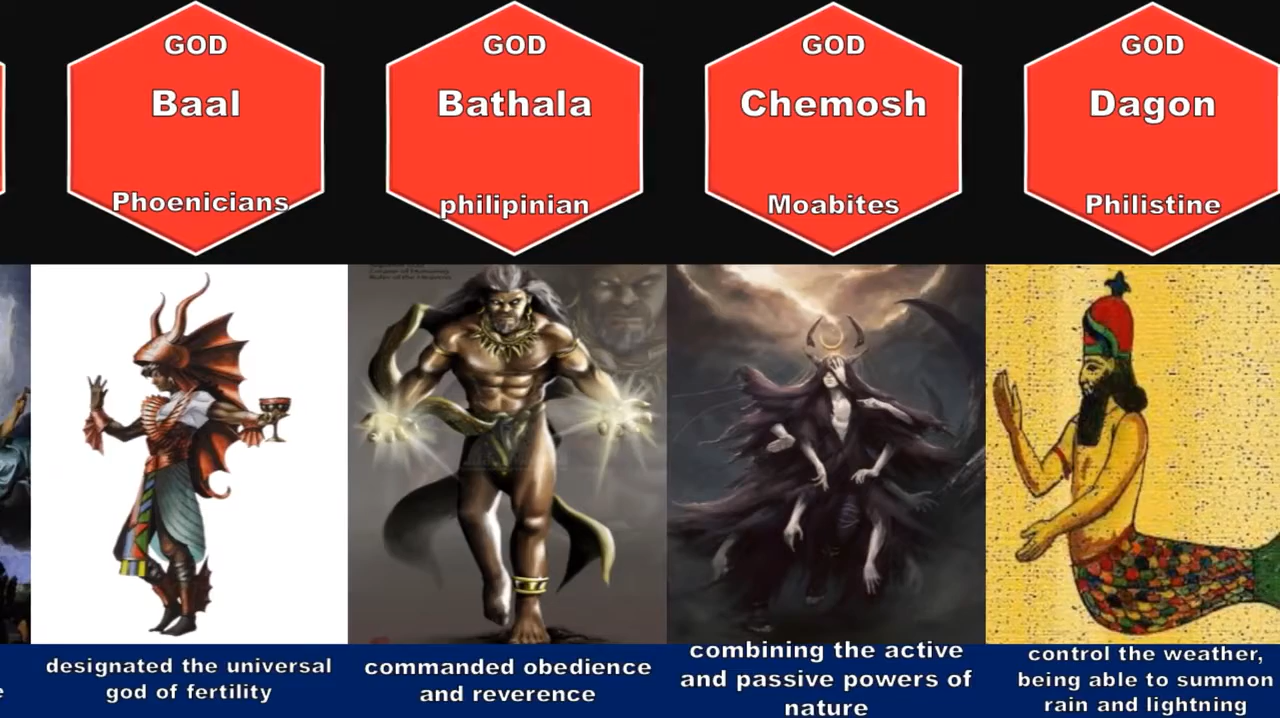 GOD
Baal
Phoenicians
designated the universal
god of fertility
GOD
Bathala
philipinian
commanded obedience
and reverence
GOD
Chemosh
Moabites
combining the active
and passive powers of
nature
GOD
Dagon
Philistine
control the weather,
being able to summon
rain and lightning